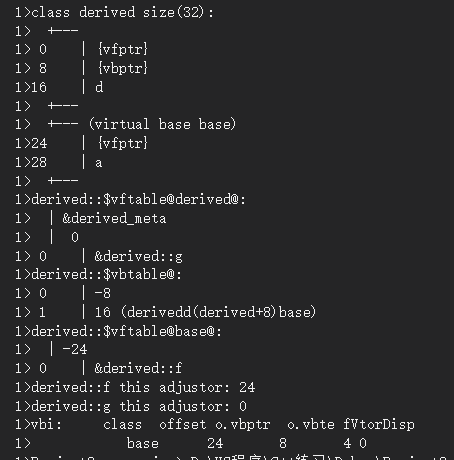 1>class derived size(32):
1>  +---
1> 0    | {vfptr}
1> 8    | {vbptr}
1>16    | d
1>  +---
1>  +--- (virtual base base)
1>24    | {vfptr}
1>28    | a
1>  +---
1>derived::$vftable@derived@:
1>  | &derived_meta
1>  |  0
1> 0    | &derived::g
1>derived::$vbtable@:
1> 0    | -8
1> 1    | 16 (derivedd(derived+8)base)
1>derived::$vftable@base@:
1>  | -24
1> 0    | &derived::f
1>derived::f this adjustor: 24
1>derived::g this adjustor: 0
1>vbi:    class  offset o.vbptr  o.vbte fVtorDisp
1>            base      24       8       4 0